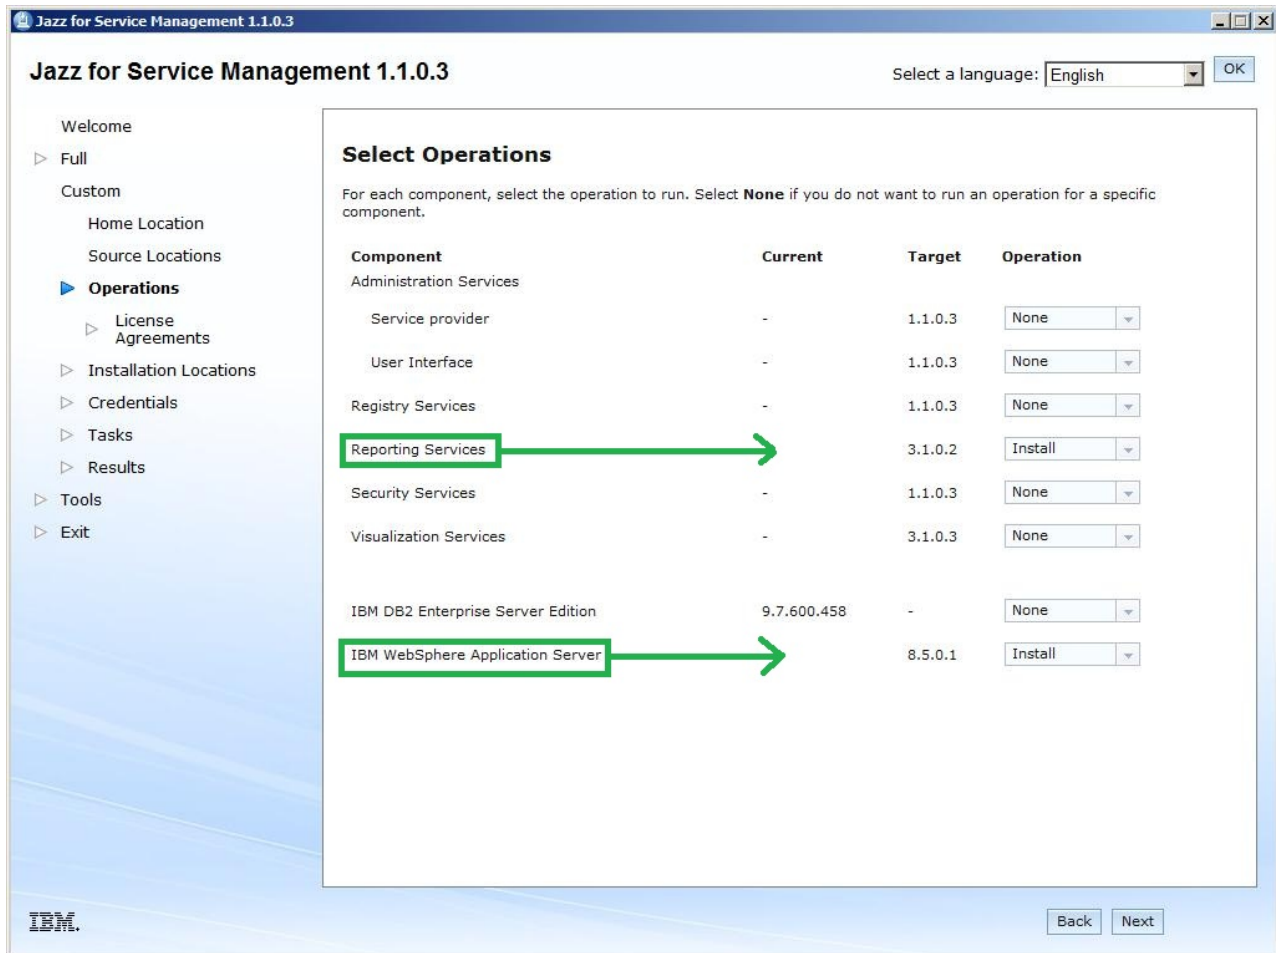 Jazz for Service Management 1.1.0.3
Jazz for Service Management 1.1.0.3
Select a language: English OK
Welcome
Full
Custom
Home Location
Source Locations
Operations
License
Agreements
Installation Locations
Credentials
Tasks
Results
Tools
Exit
Select Operations
For each component, select the operation to run. Select None if you do not want to run an operation for a specific
component.
Component Current Target Operation
Administration Services
Service provider - 1.1.0.3 None
User Interface - 1.1.0.3 None
Registry Services - 1.1.0.3 None
Reporting Services 3.1.0.2 Install
Security Services - 1.1.0.3 None
Visualization Services - 3.1.0.3 None
IBM DB2 Enterprise Server Edition 9.7.600.458 - None
IBM WebSphere Application Server 8.5.0.1 Install
IBM.
Back Next